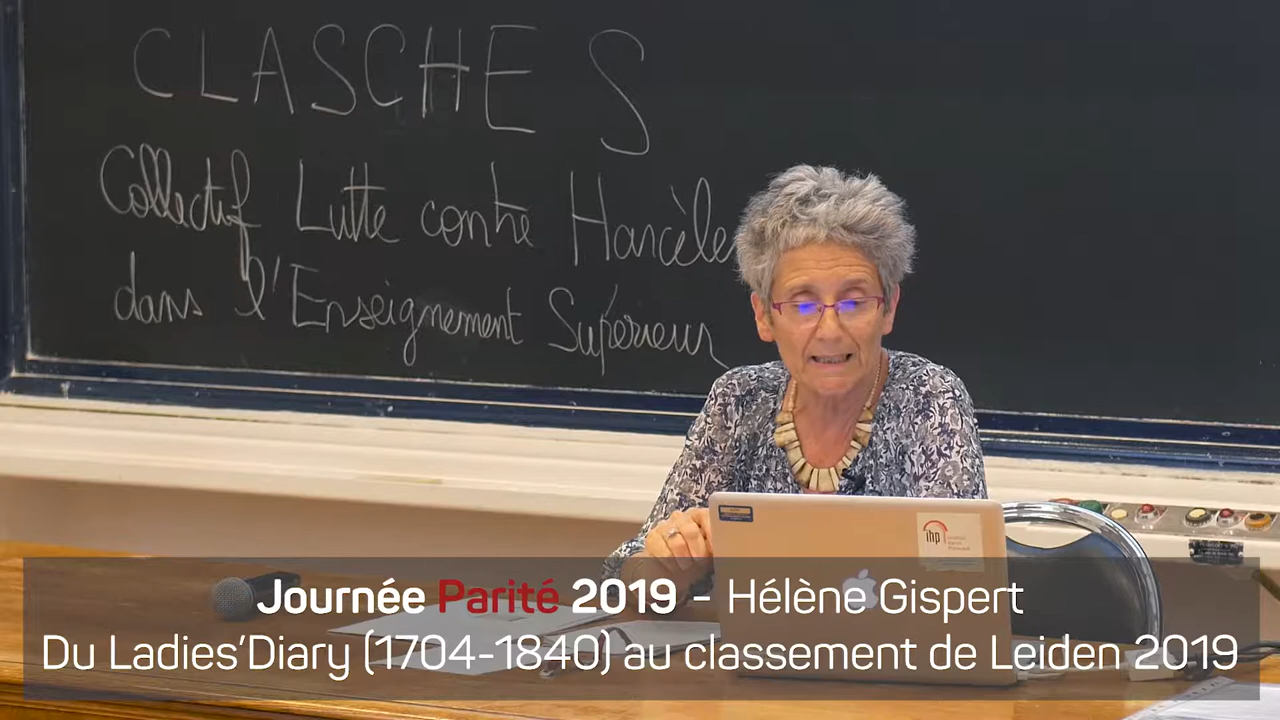 CLASCHES
Collectif Lutte contre Harcèle
dans l'Enseignement Supérieur
ihp
Journée Parité 2019 - Hélène Gispert
Du Ladies'Diary (1704-1840) au classement de Leiden 2019